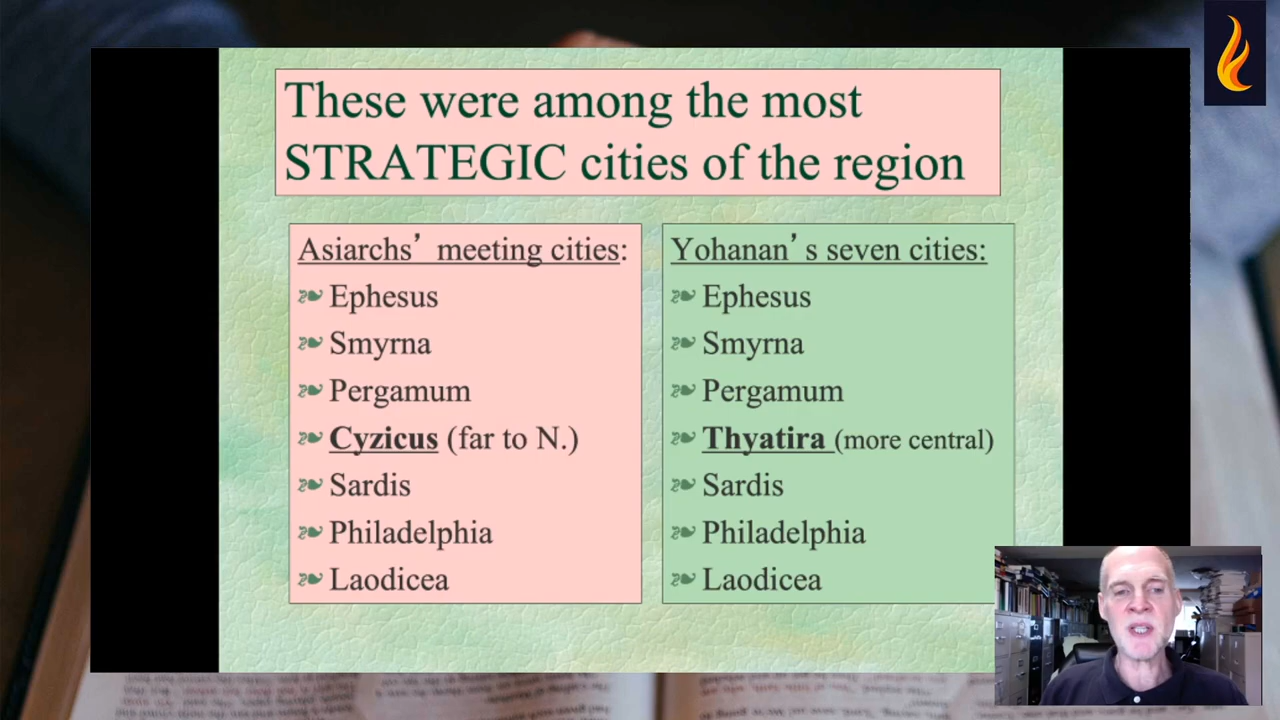 These were among the most
STRATEGIC cities of the region
Asiarchs’ meeting cities:
Ephesus
Smyrna
Pergamum
Cyzicus (far to N.)
Sardis
Philadelphia
Laodicea
Yohanan’s seven cities:
Ephesus
Smyrna
Pergamum
Thyatira (more central)
Sardis
Philadelphia
Laodicea